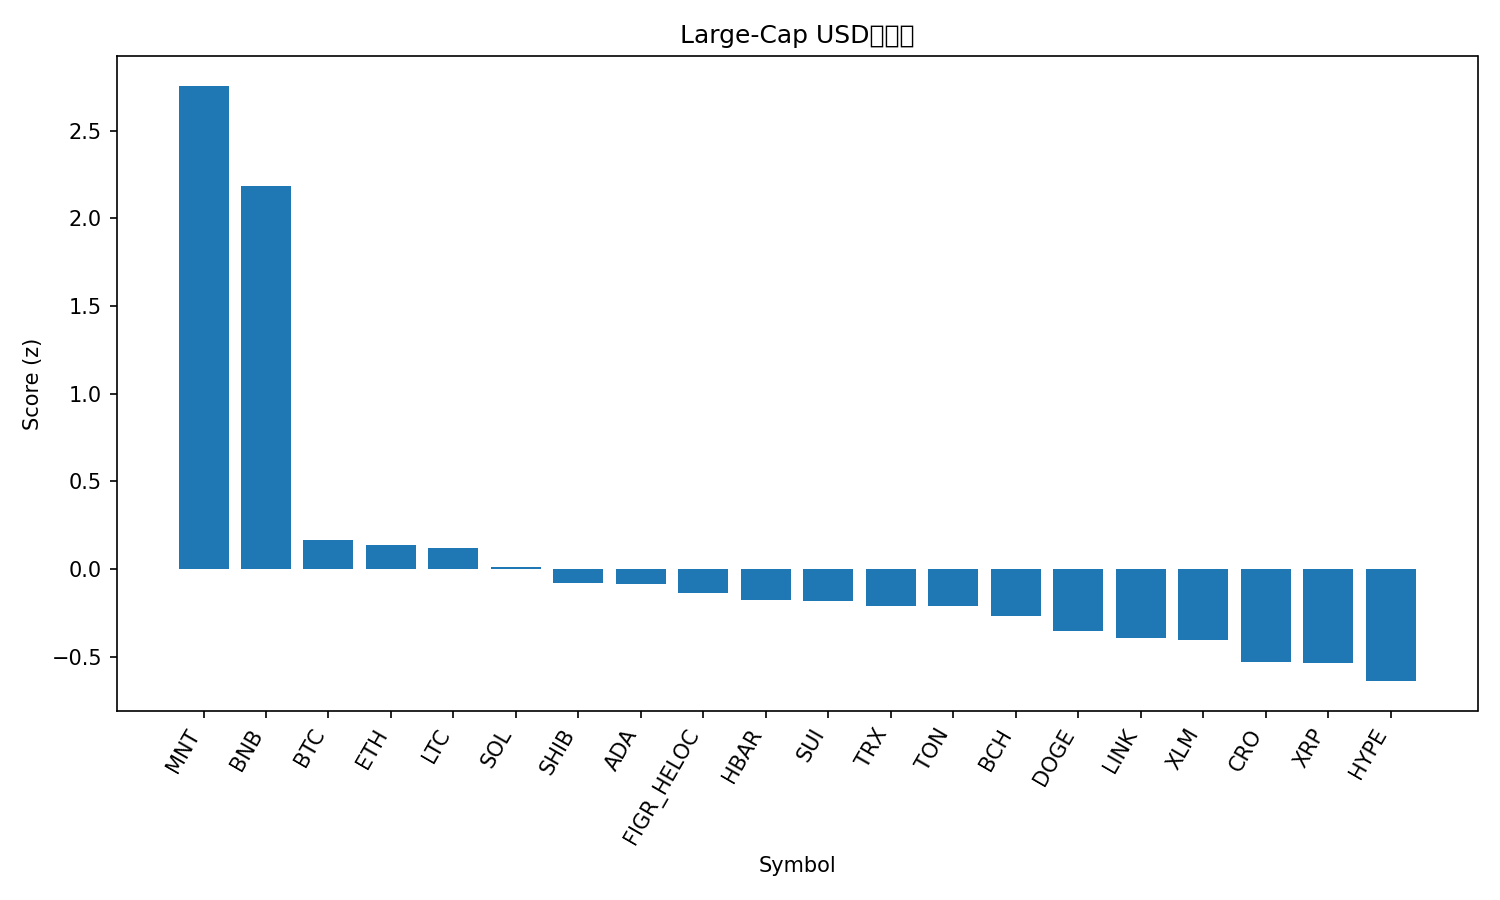 Large-Cap USD
2.5
2.0
1.5
1.0
0.5
0.0
−0.5
Score (z)
MNT
BNB
BTC
ETH
LTC
SOL
SHIB
ADA
FIGR_HELOC
HBAR
SUI
TRX
TON
BCH
DOGE
LINK
XLM
CRO
XRP
HYPE
Symbol